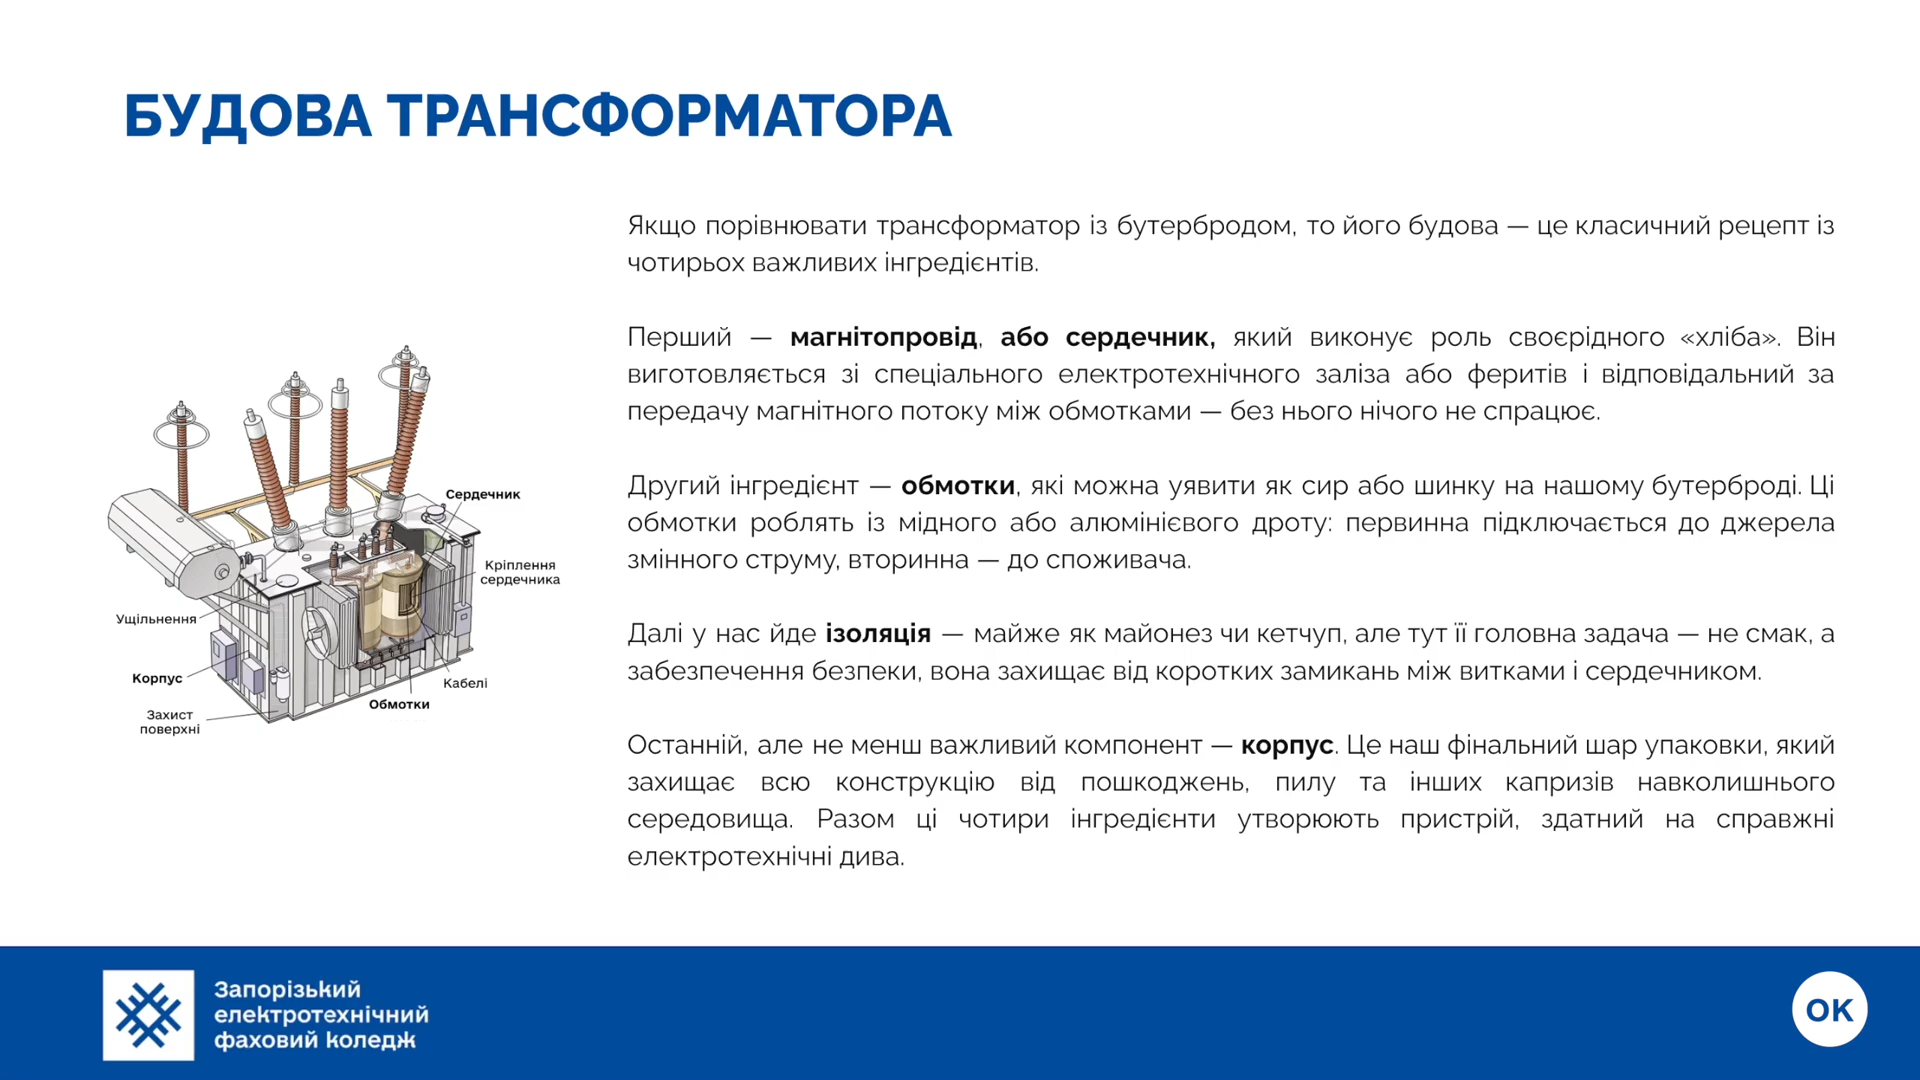 БУДОВА ТРАНСФОРМАТОРА
Якщо порівнювати трансформатор із бутербродом, то його будова — це класичний рецепт із
чотирьох важливих інгредієнтів.
Перший — магнітопровід, або сердечник, який виконує роль своєрідного «хліба». Він
виготовляється зі спеціального електротехнічного заліза або феритів і відповідальний за
передачу магнітного потоку між обмотками — без нього нічого не спрацює.
Другий інгредієнт — обмотки, які можна уявити як сир або шинку на нашому бутерброді. Ці
обмотки роблять із мідного або алюмінієвого дроту: первинна підключається до джерела
змінного струму, вторинна — до споживача.
Далі у нас йде ізоляція — майже як майонез чи кетчуп, але тут її головна задача — не смак, а
забезпечення безпеки, вона захищає від коротких замикань між витками і сердечником.
Останній, але не менш важливий компонент — корпус. Це наш фінальний шар упаковки, який
захищає всю конструкцію від пошкоджень, пилу та інших капризів навколишнього
середовища. Разом ці чотири інгредієнти утворюють пристрій, здатний на справжні
електротехнічні дива.
Сердечник
Кріплення
сердечника
Ущільнення
Корпус
Кабелі
Обмотки
Захист
поверхні
Запорізький
електротехнічний
фаховий коледж
ОК